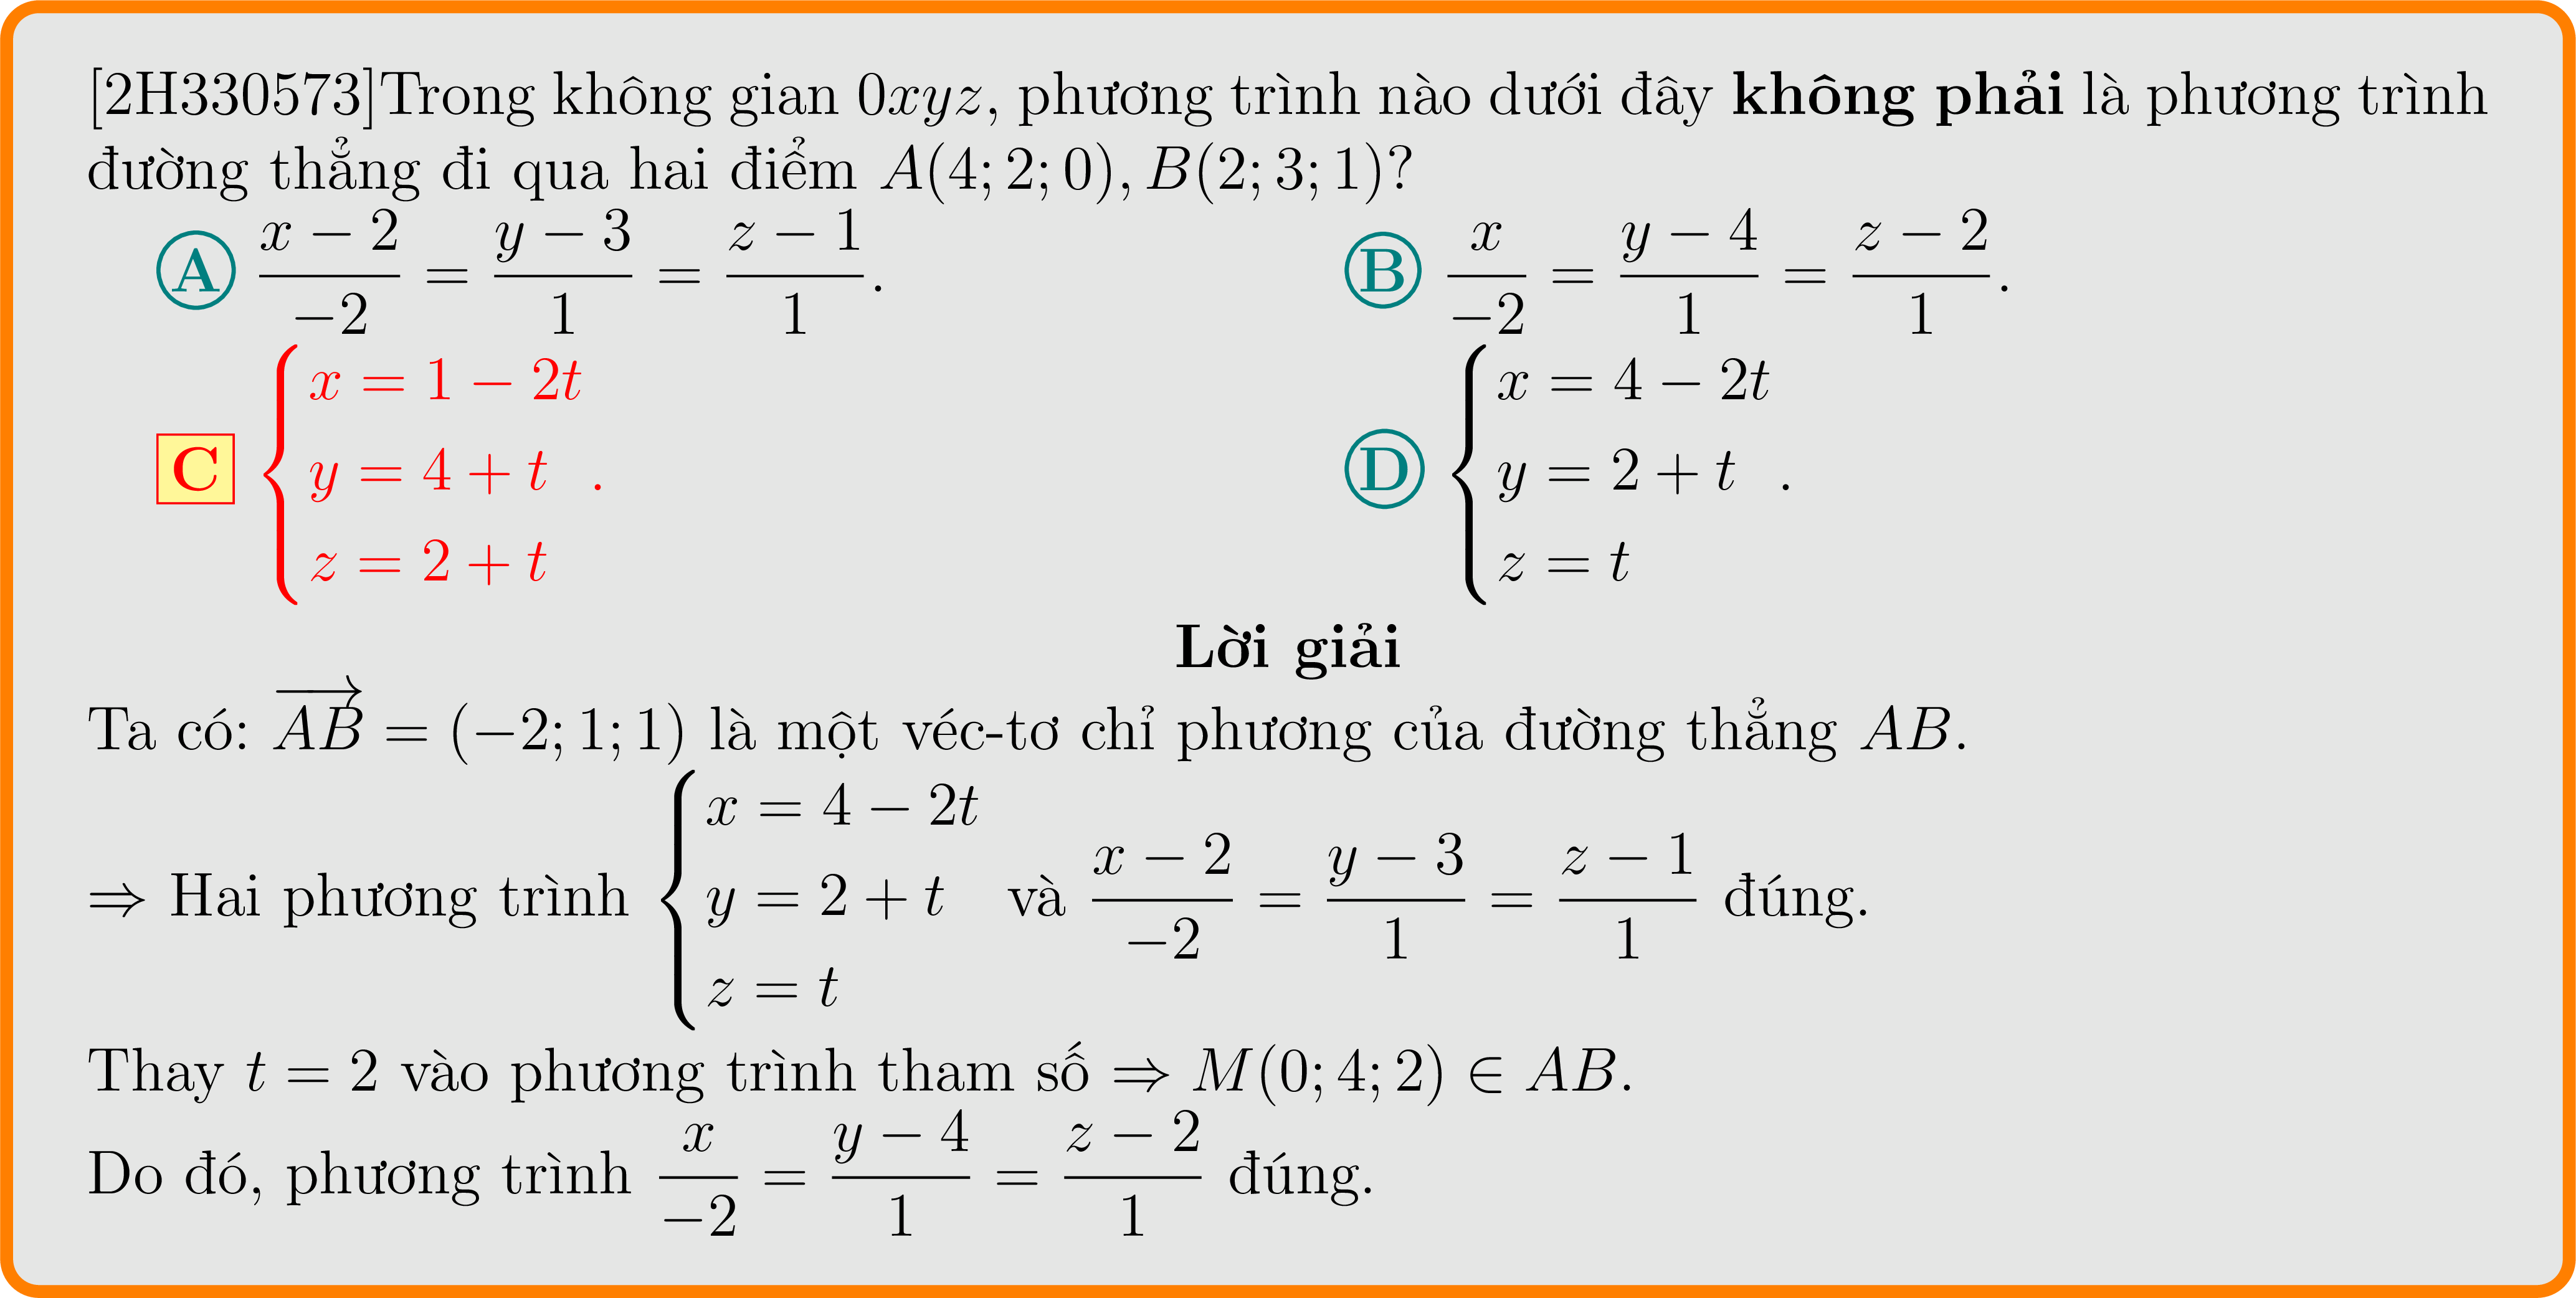 [2H330573]Trong không gian 0xyz, phương trình nào dưới đây không phải là phương trình
đường thẳng đi qua hai điểm A(4; 2; 0), B(2; 3; 1)?
A $\frac{x-2}{-2} = \frac{y-3}{1} = \frac{z-1}{1}$. B $\frac{x}{-2} = \frac{y-4}{1} = \frac{z-2}{1}$.
C $\begin{cases} x = 1 - 2t \\ y = 4 + t \\ z = 2 + t \end{cases}$. D $\begin{cases} x = 4 - 2t \\ y = 2 + t \\ z = t \end{cases}$.
Lời giải
Ta có: $\overrightarrow{AB}$ = (−2; 1; 1) là một véc-tơ chỉ phương của đường thẳng AB.
⇒ Hai phương trình $\begin{cases} x = 4 - 2t \\ y = 2 + t \\ z = t \end{cases}$ và $\frac{x-2}{-2} = \frac{y-3}{1} = \frac{z-1}{1}$ đúng.
Thay t = 2 vào phương trình tham số ⇒ M(0; 4; 2) ∈ AB.
Do đó, phương trình $\frac{x}{-2} = \frac{y-4}{1} = \frac{z-2}{1}$ đúng.